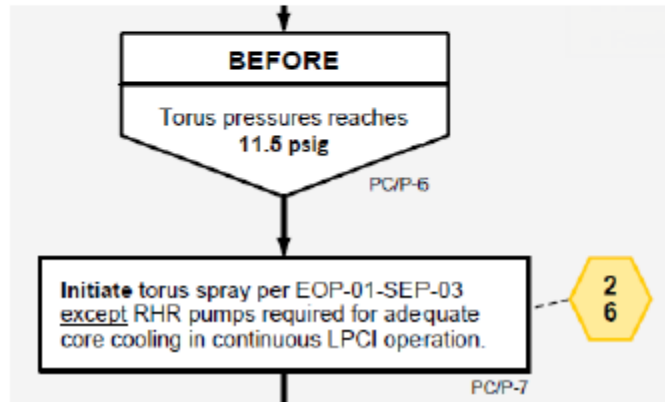 BEFORE
Torus pressures reaches
11.5 psig
PC/P-6
Initiate torus spray per EOP-01-SEP-03
except RHR pumps required for adequate
core cooling in continuous LPCI operation.
2
6
PC/P-7